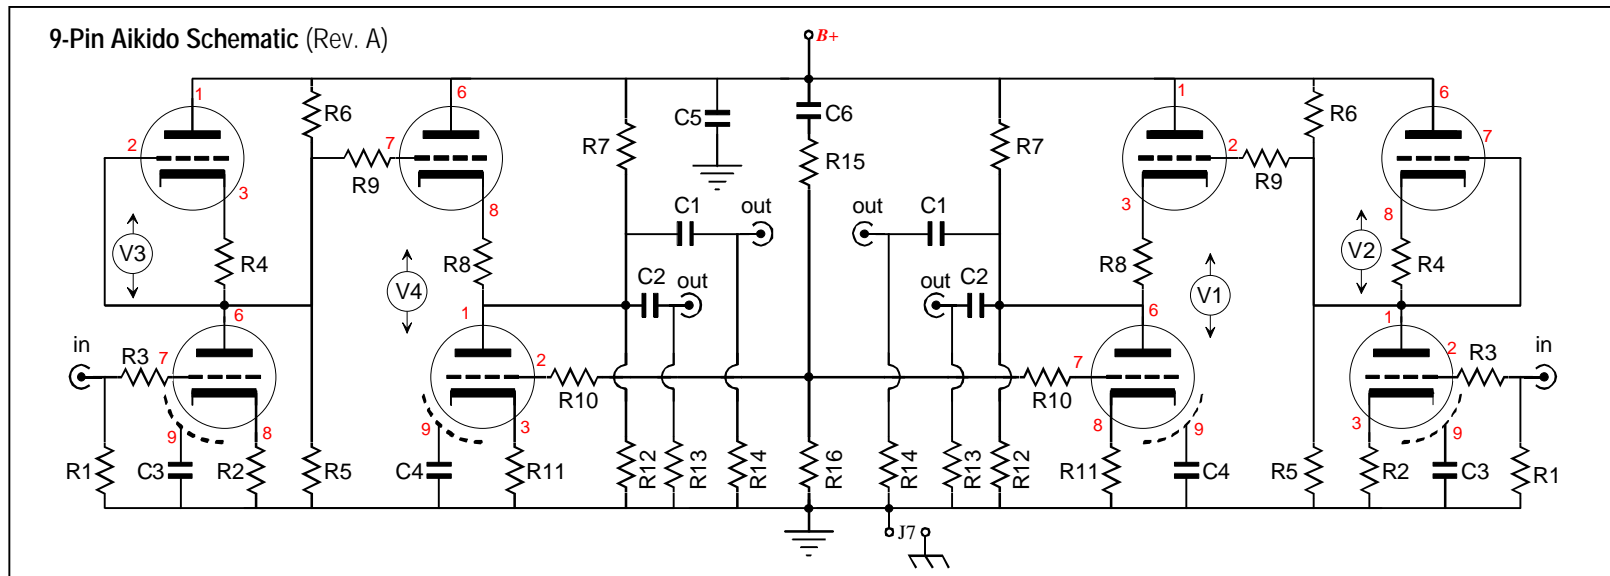 9-Pin Aikido Schematic (Rev. A)
B+
1
6
1
6
R6
C5
C6
R6
2
7
R7
R7
2
7
R9
R15
R9
3
8
3
8
C1
out
out
C1
V3
R4
V4
R8
C2
out
out
C2
R8
V1
V2
R4
6
1
6
1
in
R3
7
2
R10
R10
7
2
R3
in
9
8
9
3
8
9
3
9
R1
C3
R2
R5
C4
R11
R12
R13
R14
R16
R14
R13
R12
R11
C4
R5
R2
C3
R1
J7